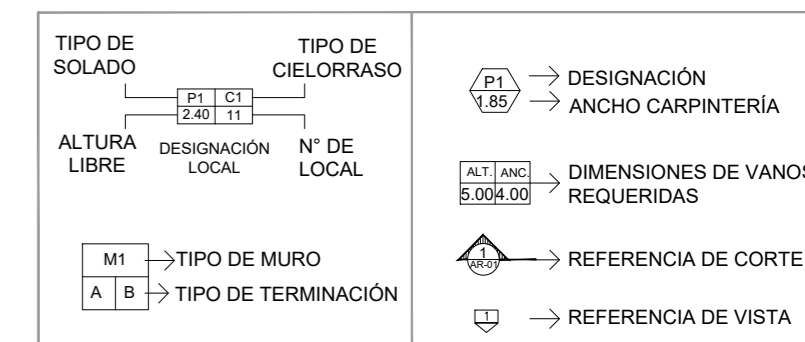 TIPO DE
SOLADO
TIPO DE
CIELORRASO
P1 C1
2.40 11
ALTURA
LIBRE
DESIGNACIÓN
LOCAL
N° DE
LOCAL
M1
TIPO DE MURO
A B
TIPO DE TERMINACIÓN
P1
DESIGNACIÓN
1.85
ANCHO CARPINTERÍA
ALT. ANC.
5.00 4.00
DIMENSIONES DE VANOS
REQUERIDAS
1
AR-01
REFERENCIA DE CORTE
1
REFERENCIA DE VISTA